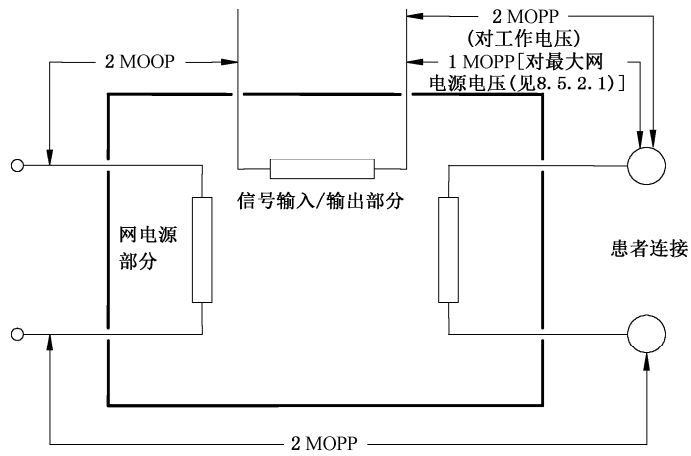 2 MOPP
(对工作电压)
2 MOOP
1 MOPP[对最大网
电源电压(见8.5.2.1)]
信号输入/输出部分
网电源
部分
患者连接
2 MOPP